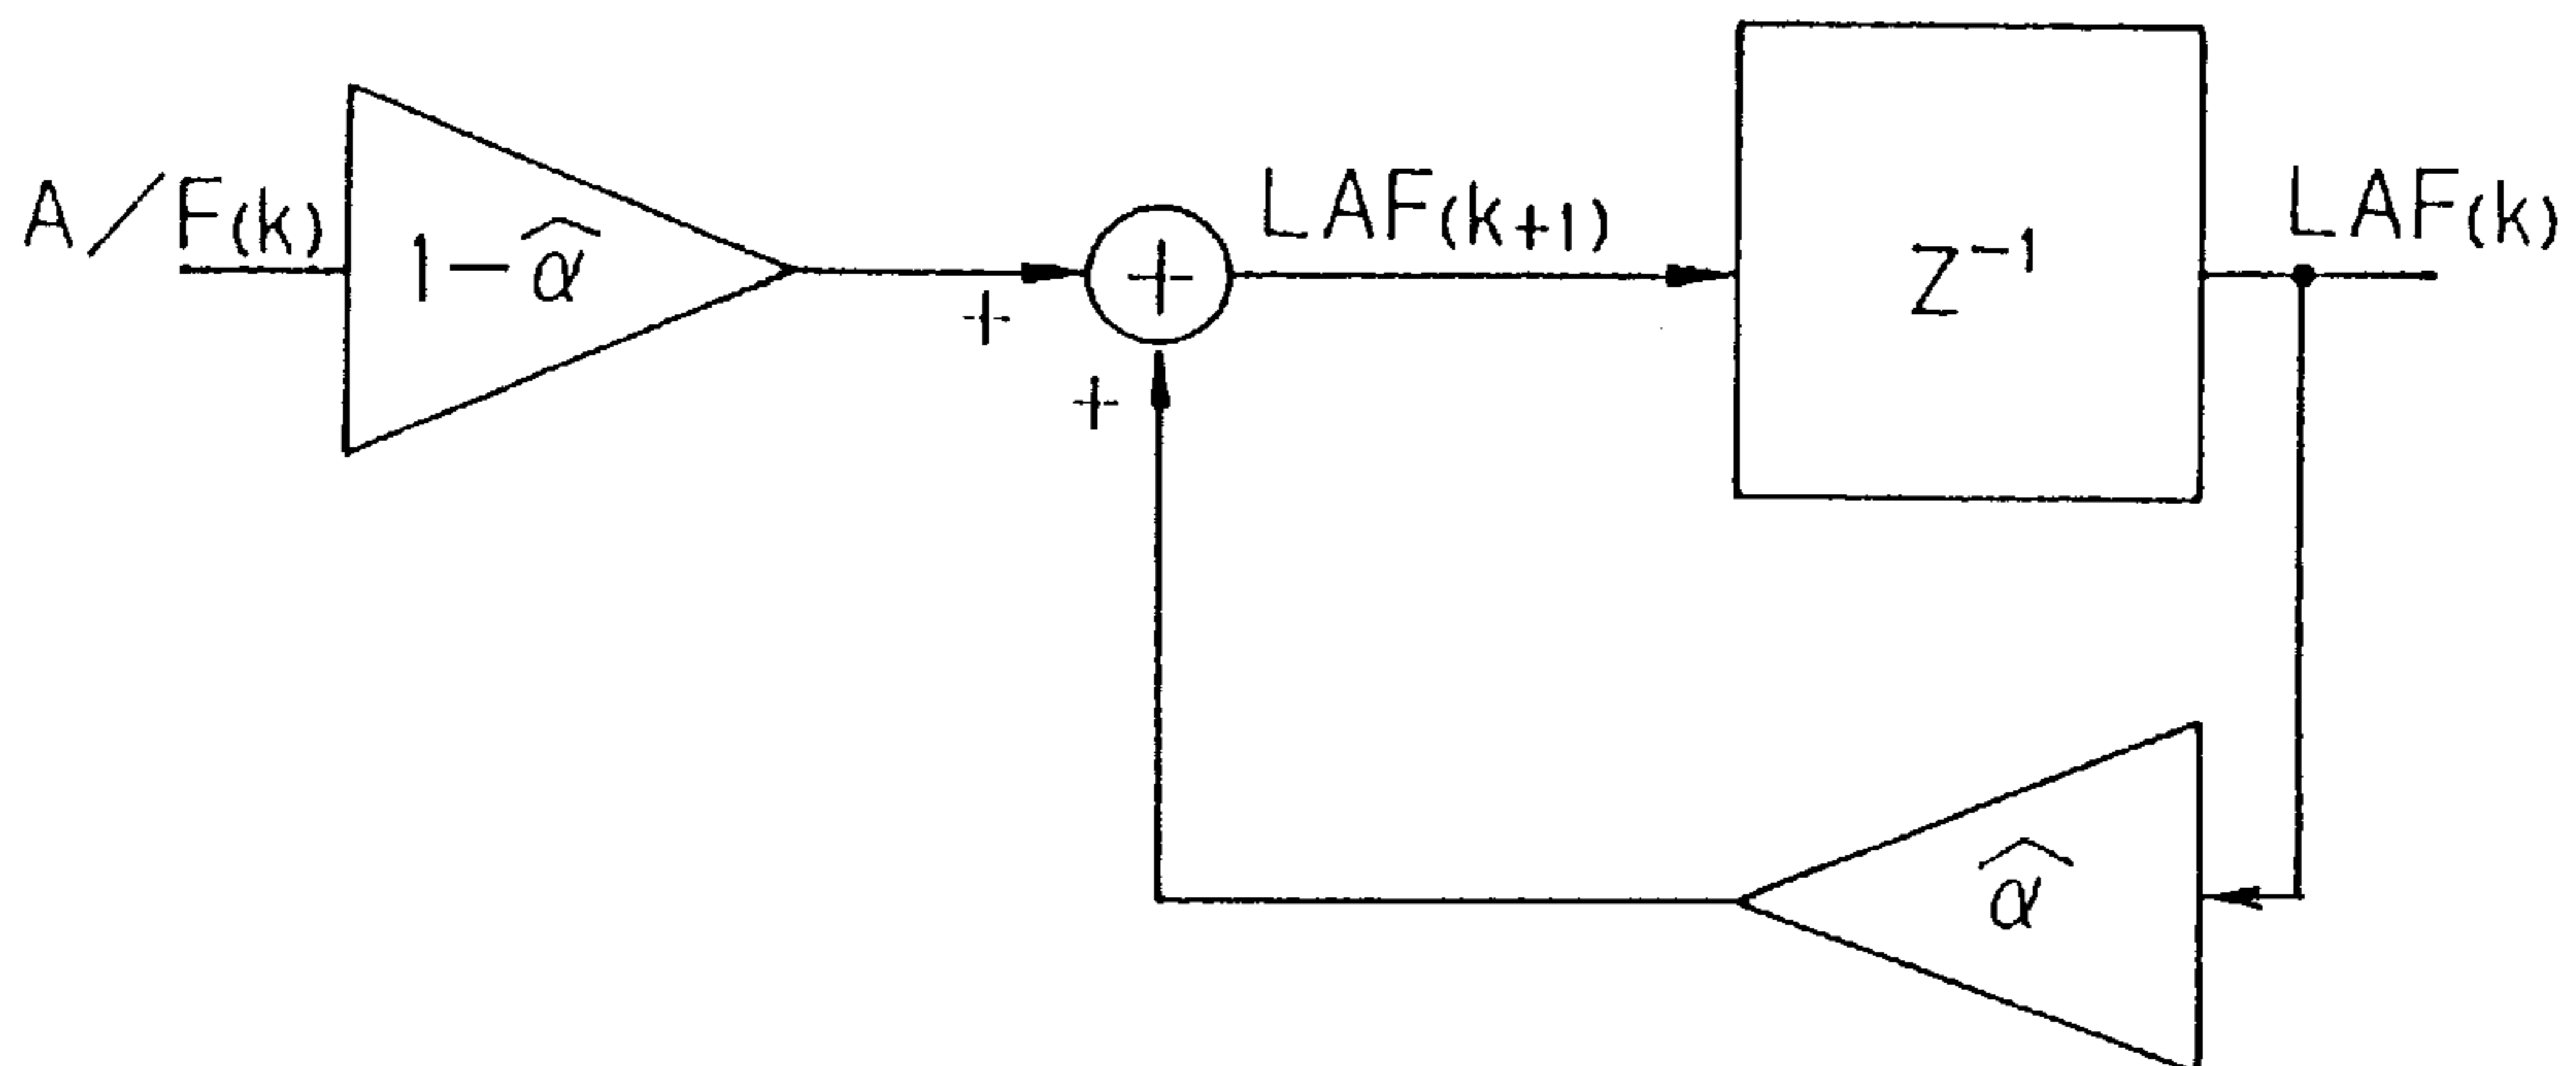 A/F(k)
1-α̂
+
+
+
LAF(k+1)
Z⁻¹
LAF(k)
α̂